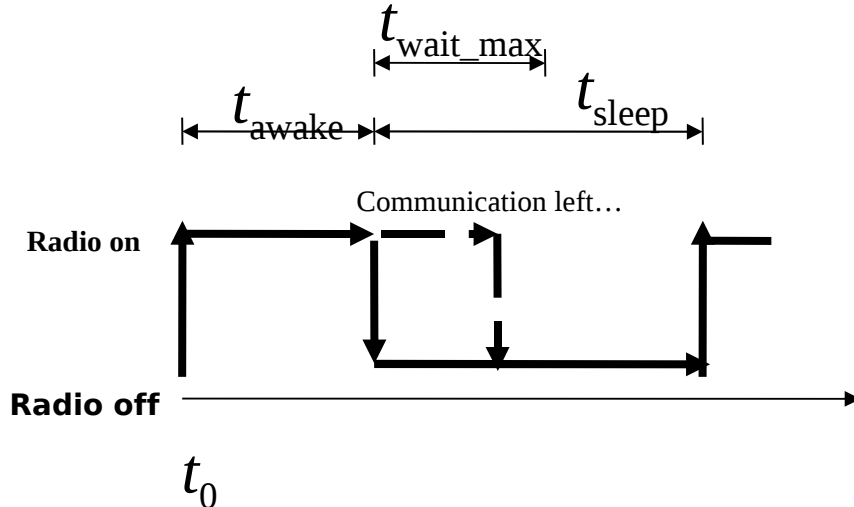 t_wait_max
t_awake
t_sleep
Communication left…
Radio on
Radio off
t_0